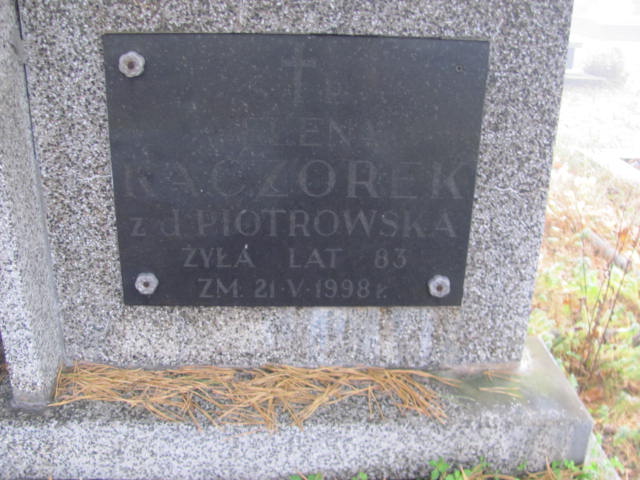 KACZOREK
z d. PIOTROWSKA
ŻYŁA LAT 83
ZM. 21·V·1998 r.